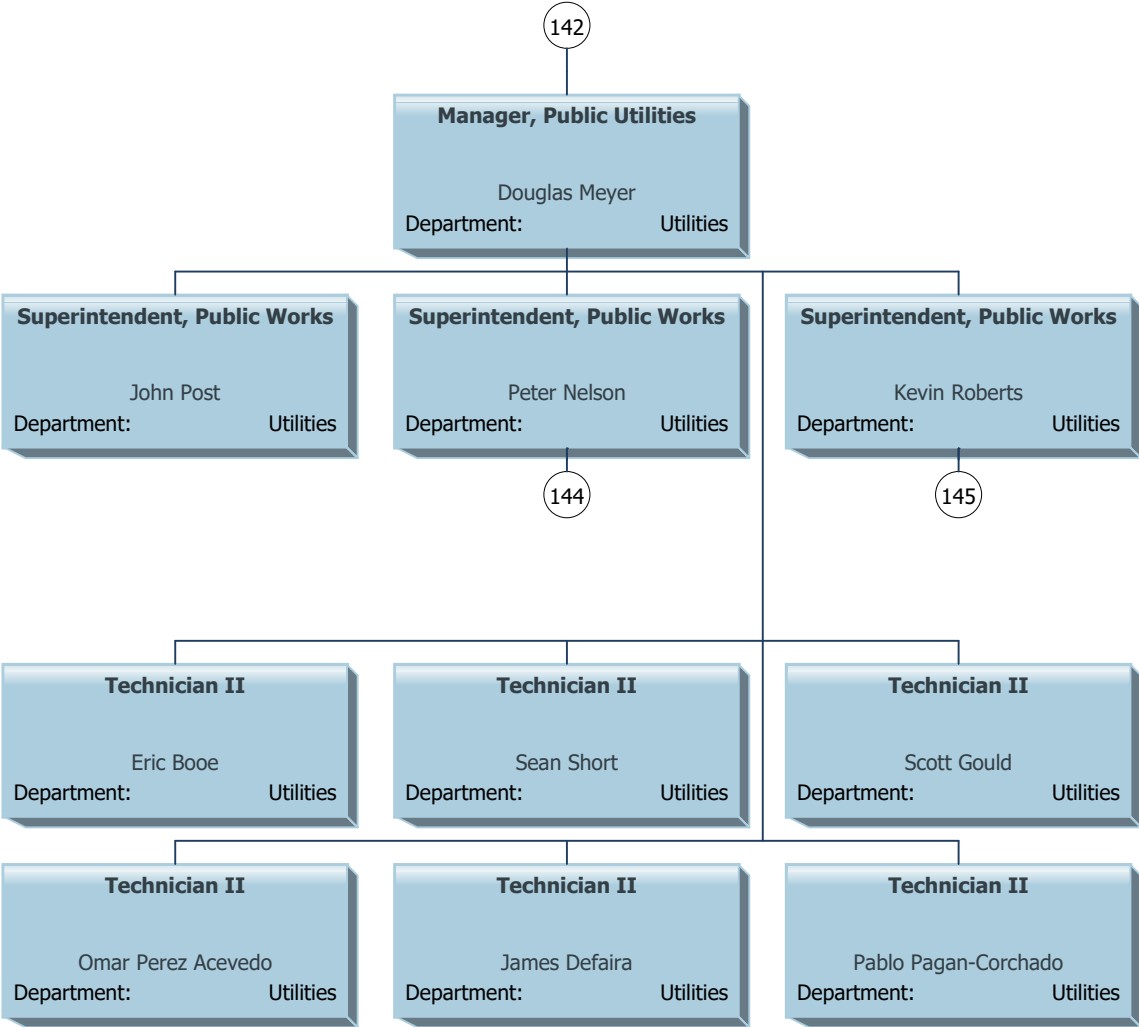 142
Manager, Public Utilities
Douglas Meyer
Department: Utilities
Superintendent, Public Works
John Post
Department: Utilities
Superintendent, Public Works
Peter Nelson
Department: Utilities
Superintendent, Public Works
Kevin Roberts
Department: Utilities
144
145
Technician II
Eric Booe
Department: Utilities
Technician II
Sean Short
Department: Utilities
Technician II
Scott Gould
Department: Utilities
Technician II
Omar Perez Acevedo
Department: Utilities
Technician II
James Defaira
Department: Utilities
Technician II
Pablo Pagan-Corchado
Department: Utilities